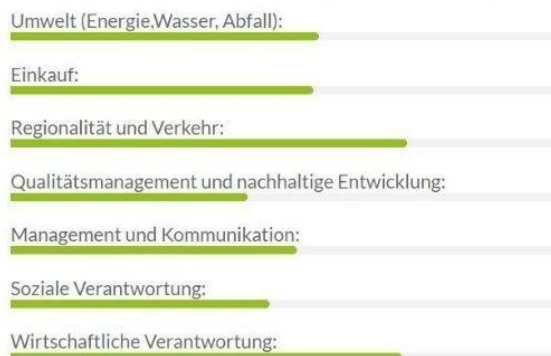 Umwelt (Energie,Wasser, Abfall):
Einkauf:
Regionalität und Verkehr:
Qualitätsmanagement und nachhaltige Entwicklung:
Management und Kommunikation:
Soziale Verantwortung:
Wirtschaftliche Verantwortung: